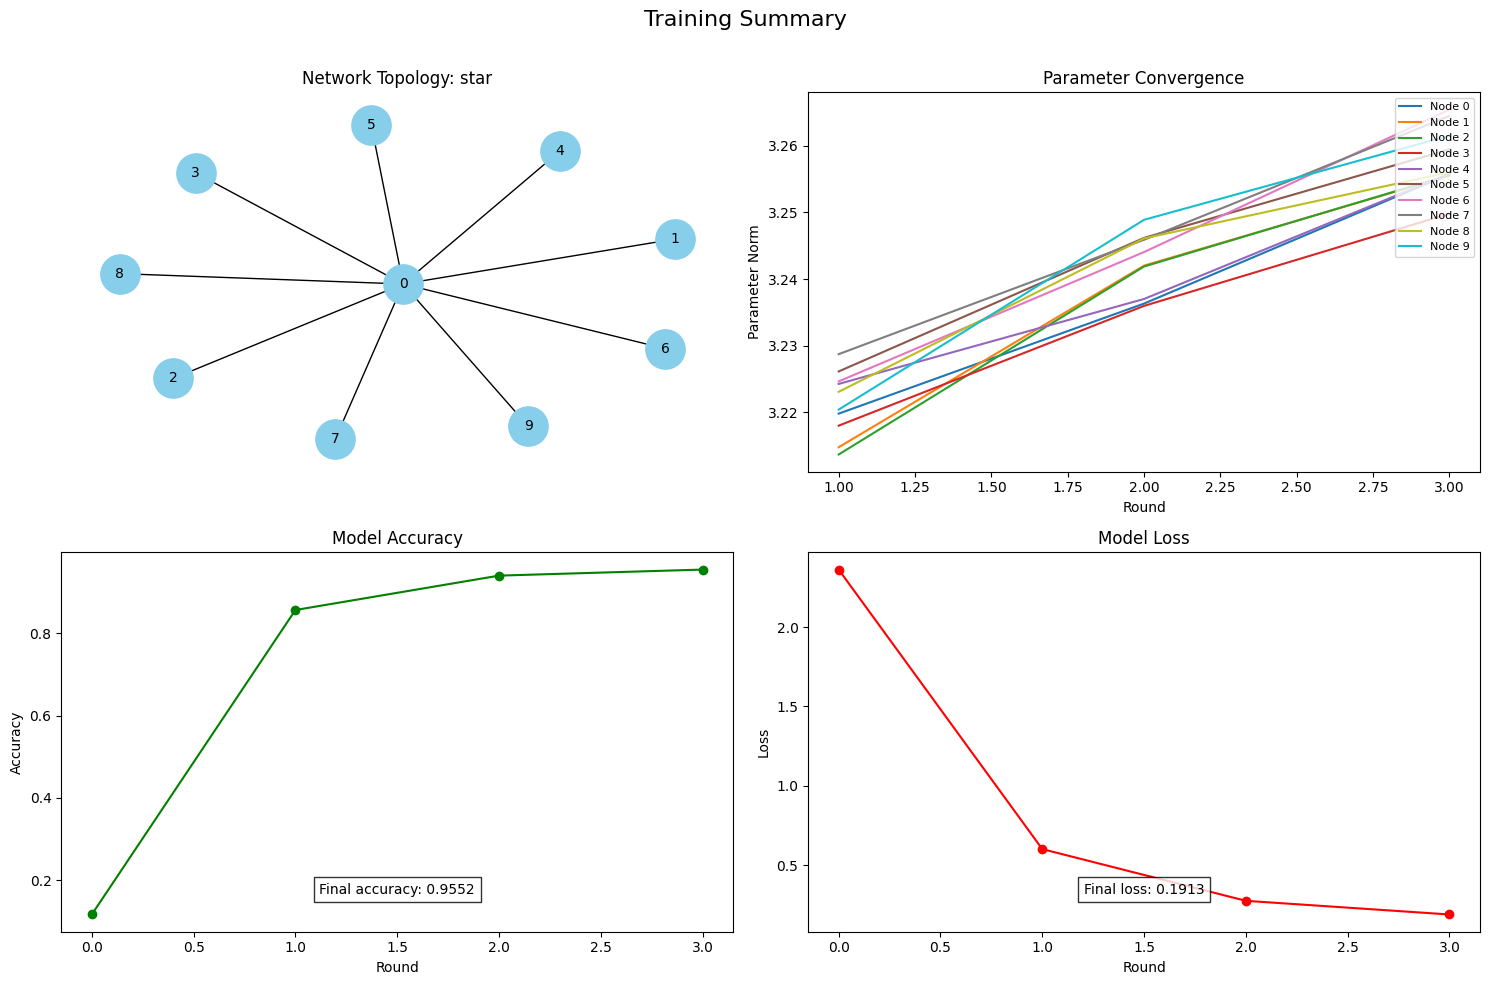 Training Summary
Network Topology: star
5
4
3
1
8
0
6
2
9
7
Parameter Convergence
Parameter Norm
3.26
3.25
3.24
3.23
3.22
Node 0
Node 1
Node 2
Node 3
Node 4
Node 5
Node 6
Node 7
Node 8
Node 9
1.00 1.25 1.50 1.75 2.00 2.25 2.50 2.75 3.00
Round
Model Accuracy
Accuracy
0.8
0.6
0.4
0.2
Final accuracy: 0.9552
0.0 0.5 1.0 1.5 2.0 2.5 3.0
Round
Model Loss
Loss
2.0
1.5
1.0
0.5
Final loss: 0.1913
0.0 0.5 1.0 1.5 2.0 2.5 3.0
Round